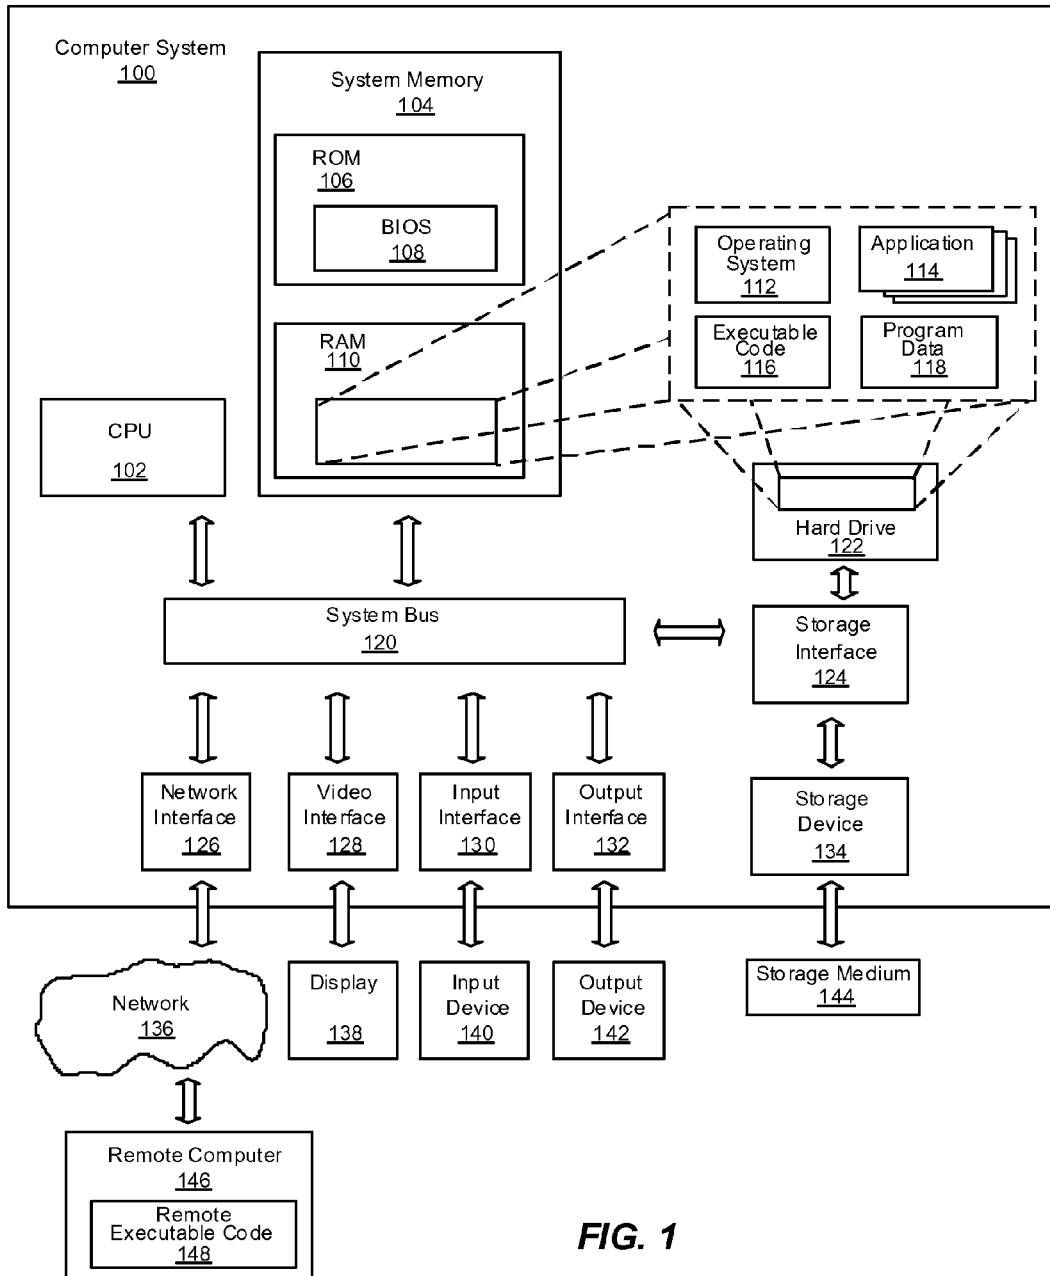 Computer System
100
System Memory
104
ROM
106
BIOS
108
RAM
110
Operating
System
112
Application
114
Executable
Code
116
Program
Data
118
CPU
102
Hard Drive
122
System Bus
120
Storage
Interface
124
Network
Interface
126
Video
Interface
128
Input
Interface
130
Output
Interface
132
Storage
Device
134
Network
136
Display
138
Input
Device
140
Output
Device
142
Storage Medium
144
Remote Computer
146
Remote
Executable Code
148
FIG. 1